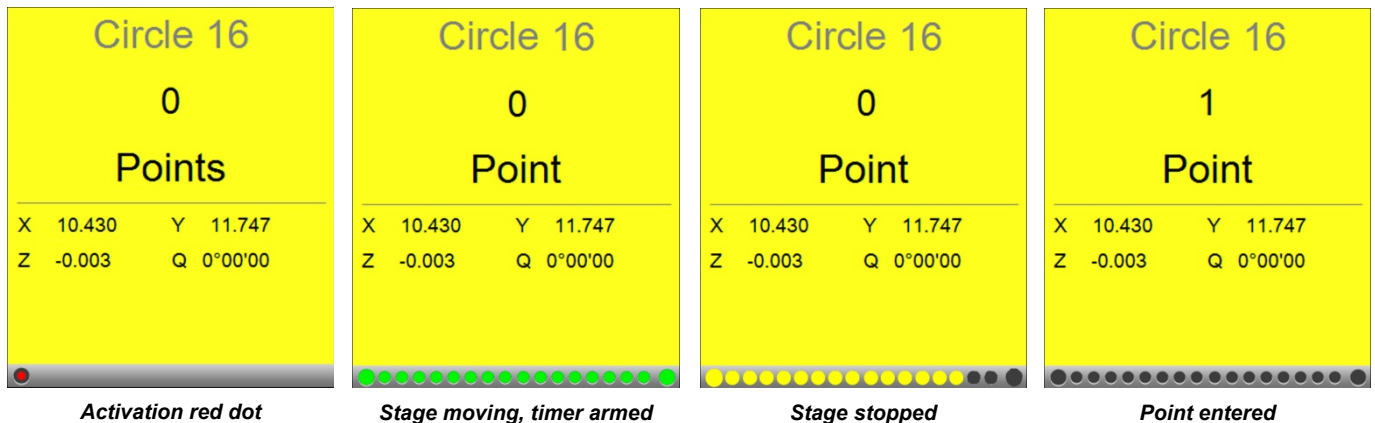 Circle 16
0
Points
X 10.430 Y 11.747
Z -0.003 Q 0°00'00
Activation red dot
Circle 16
0
Point
X 10.430 Y 11.747
Z -0.003 Q 0°00'00
Stage moving, timer armed
Circle 16
0
Point
X 10.430 Y 11.747
Z -0.003 Q 0°00'00
Stage stopped
Circle 16
1
Point
X 10.430 Y 11.747
Z -0.003 Q 0°00'00
Point entered